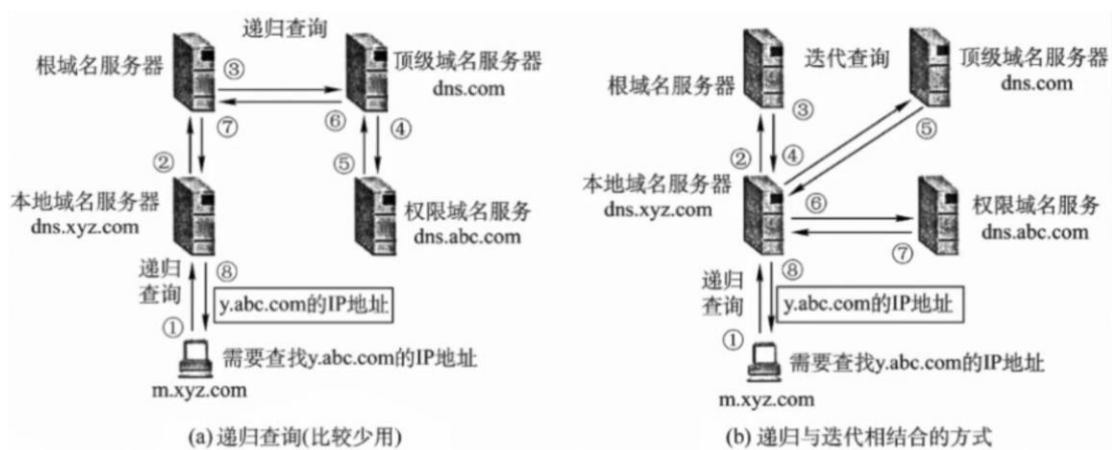 递归查询
根域名服务器
③
顶级域名服务器
dns.com
⑥
④
⑦
②
⑤
本地域名服务器
dns.xyz.com
权限域名服务器
dns.abc.com
递归
查询
⑧
y.abc.com的IP地址
①
需要查找y.abc.com的IP地址
m.xyz.com
(a) 递归查询(比较少用)
迭代查询
根域名服务器
顶级域名服务器
dns.com
③
⑤
②
④
本地域名服务器
dns.xyz.com
⑥
权限域名服务
dns.abc.com
⑦
递归
查询
⑧
y.abc.com的IP地址
①
需要查找y.abc.com的IP地址
m.xyz.com
(b) 递归与迭代相结合的方式